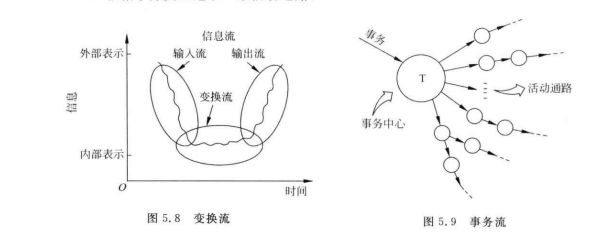 信息流
外部表示
输入流
输出流
变换流
信息
内部表示
O
时间
图 5.8 变换流
事务
T
活动通路
事务中心
图 5.9 事务流